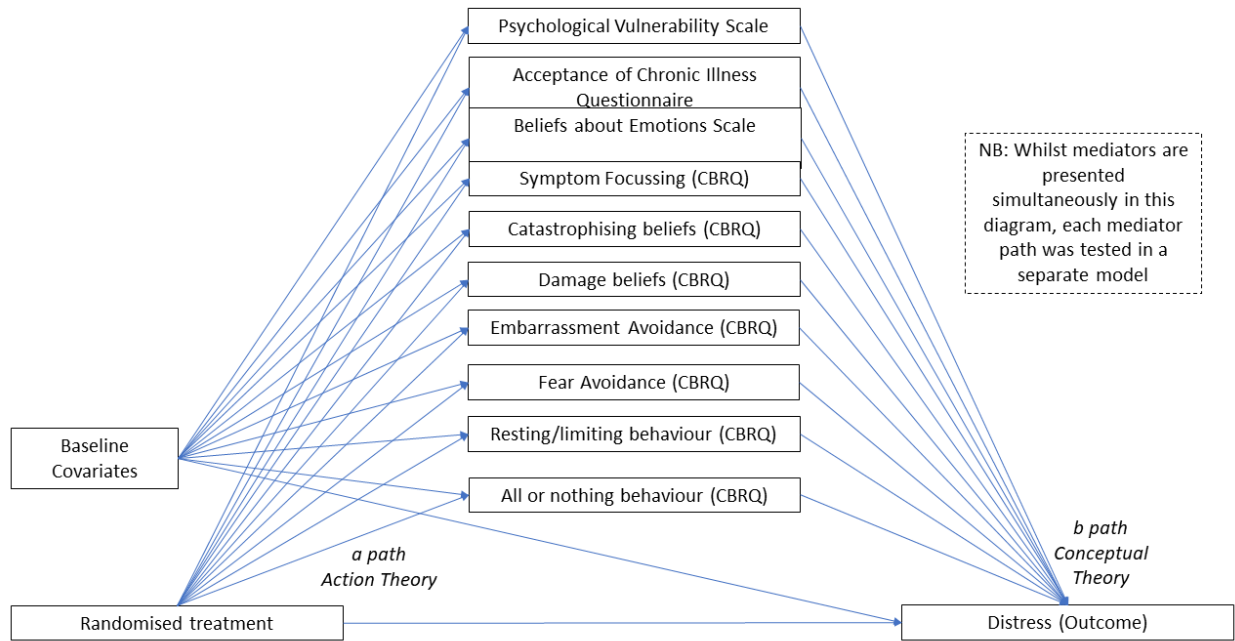 Psychological Vulnerability Scale
Acceptance of Chronic Illness
Questionnaire
Beliefs about Emotions Scale
Symptom Focussing (CBRQ)
Catastrophising beliefs (CBRQ)
Damage beliefs (CBRQ)
Embarrassment Avoidance (CBRQ)
Fear Avoidance (CBRQ)
Resting/limiting behaviour (CBRQ)
All or nothing behaviour (CBRQ)
NB: Whilst mediators are
presented
simultaneously in this
diagram, each mediator
path was tested in a
separate model
Baseline
Covariates
a path
Action Theory
b path
Conceptual
Theory
Randomised treatment
Distress (Outcome)